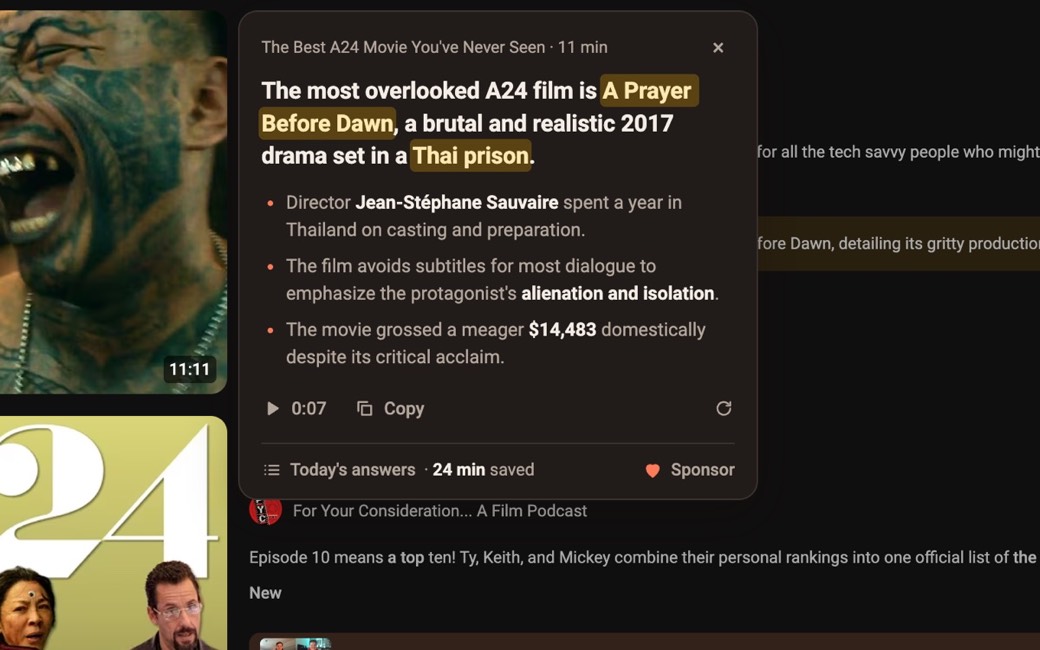 The Best A24 Movie You've Never Seen · 11 min
The most overlooked A24 film is A Prayer
Before Dawn, a brutal and realistic 2017
drama set in a Thai prison.
for all the tech savvy people who might
• Director Jean-Stéphane Sauvaire spent a year in
Thailand on casting and preparation.
fore Dawn, detailing its gritty productio
• The film avoids subtitles for most dialogue to
emphasize the protagonist's alienation and isolation.
• The movie grossed a meager $14,483 domestically
despite its critical acclaim.
11:11
0:07 Copy
Today's answers · 24 min saved Sponsor
24
For Your Consideration... A Film Podcast
Episode 10 means a top ten! Ty, Keith, and Mickey combine their personal rankings into one official list of the
New